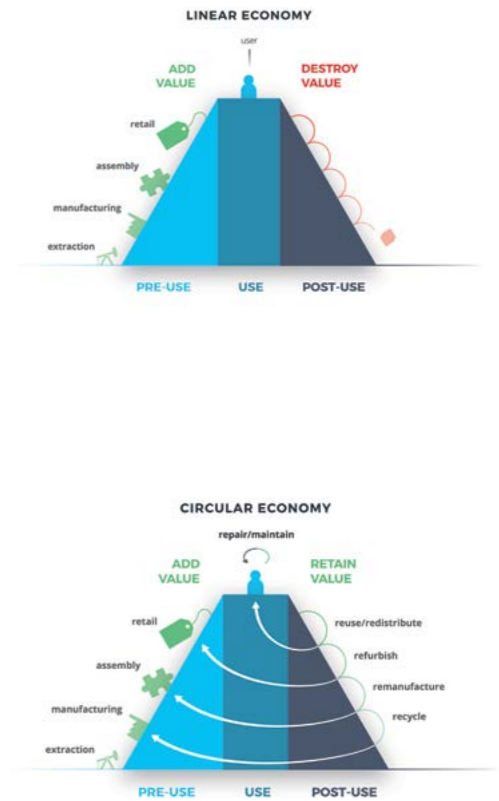 LINEAR ECONOMY
user
ADD
VALUE
DESTROY
VALUE
retail
assembly
manufacturing
extraction
PRE-USE
USE
POST-USE
CIRCULAR ECONOMY
repair/maintain
ADD
VALUE
RETAIN
VALUE
retail
reuse/redistribute
refurbish
assembly
remanufacture
manufacturing
recycle
extraction
PRE-USE
USE
POST-USE